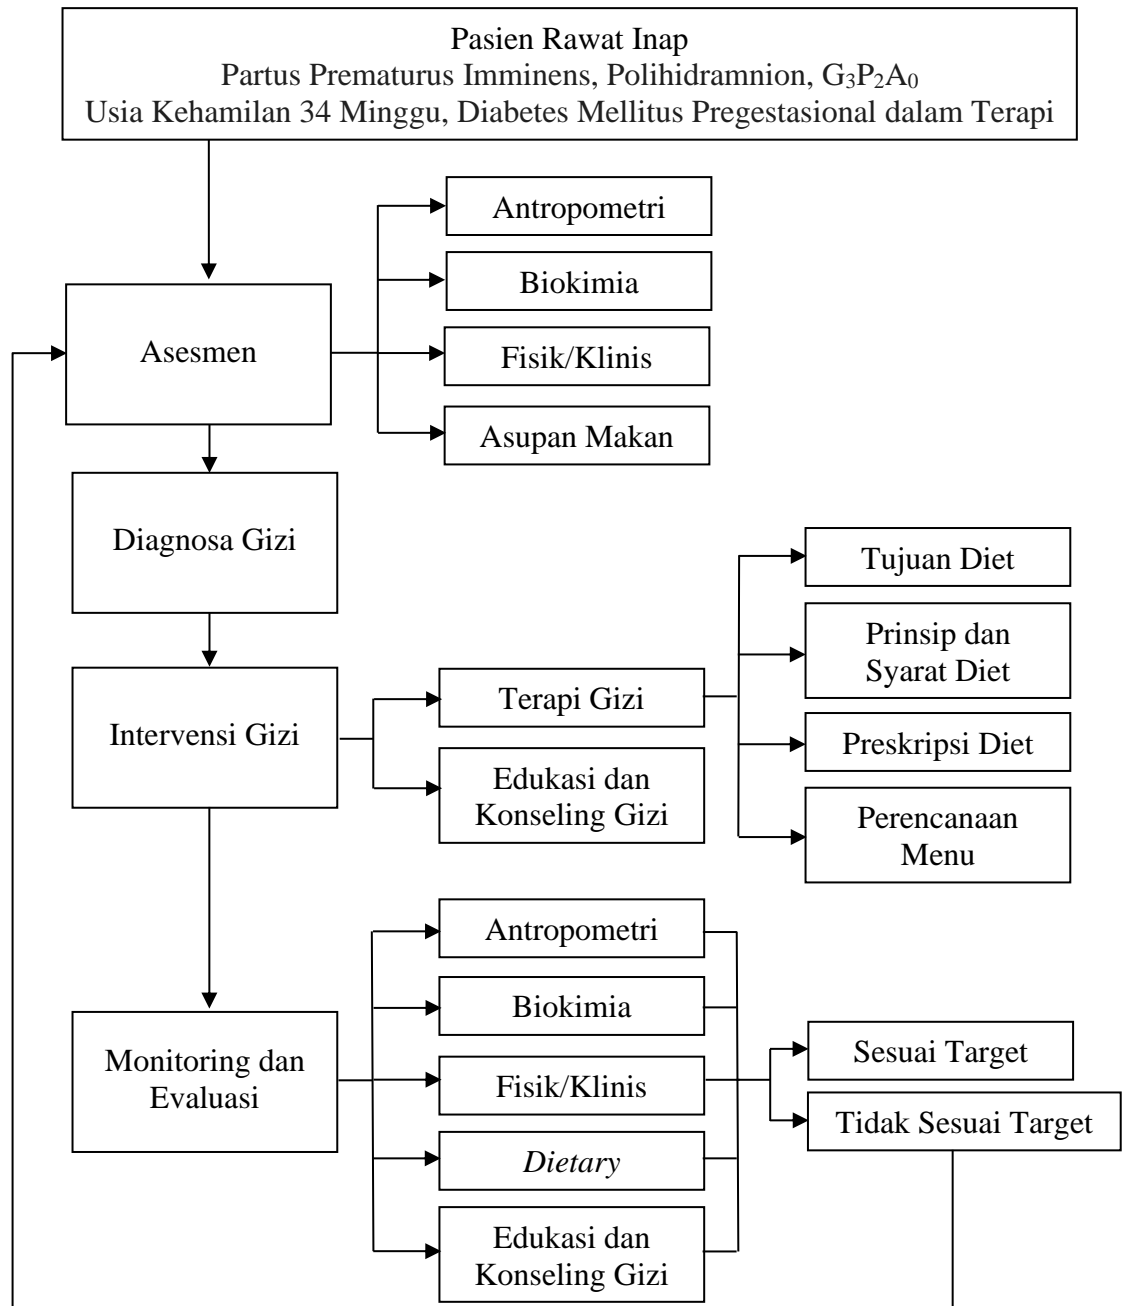 Pasien Rawat Inap
Partus Prematurus Imminens, Polihidramnion, G₃P₂A₀
Usia Kehamilan 34 Minggu, Diabetes Mellitus Pregestasional dalam Terapi
Antropometri
Biokimia
Asesmen
Fisik/Klinis
Asupan Makan
Diagnosa Gizi
Tujuan Diet
Prinsip dan
Syarat Diet
Intervensi Gizi
Terapi Gizi
Preskripsi Diet
Edukasi dan
Konseling Gizi
Perencanaan
Menu
Antropometri
Biokimia
Monitoring dan
Evaluasi
Fisik/Klinis
Sesuai Target
Tidak Sesuai Target
Dietary
Edukasi dan
Konseling Gizi